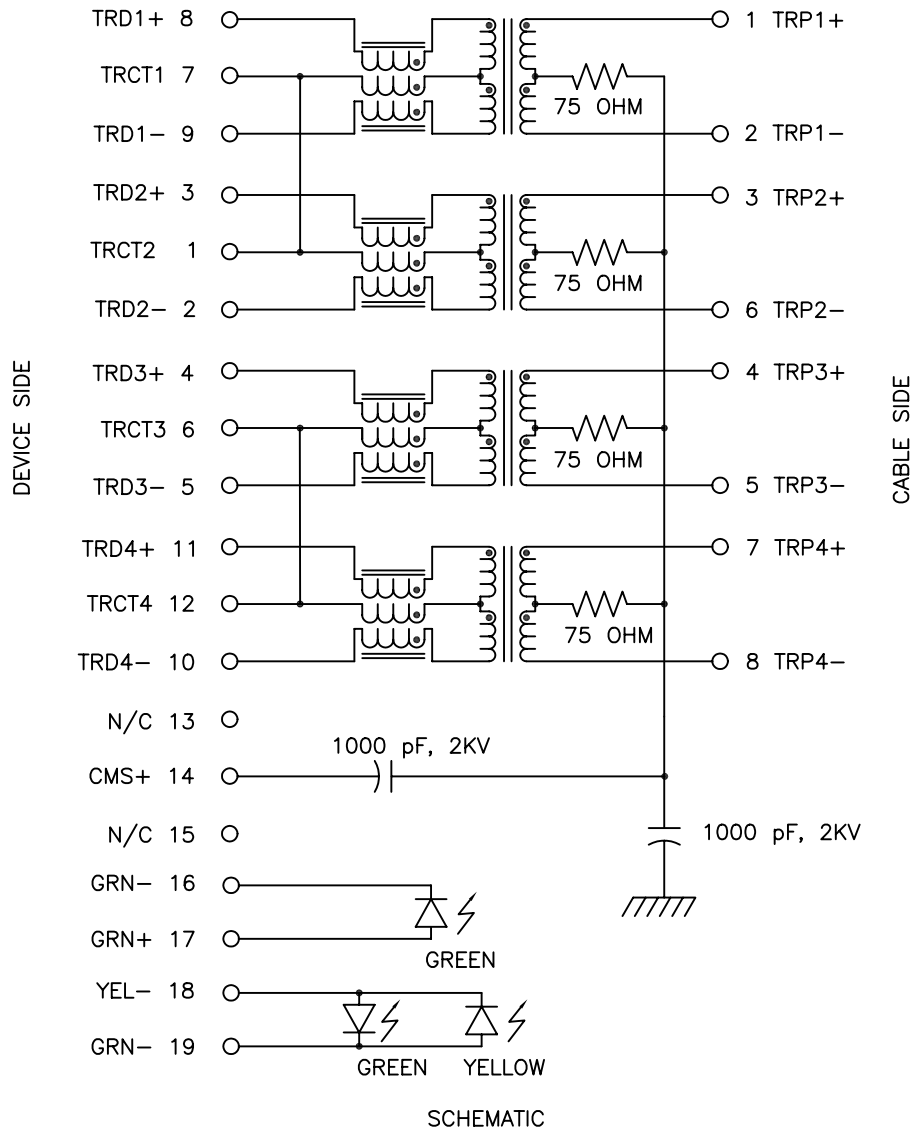 TRD1+ 8
1 TRP1+
TRCT1 7
75 OHM
TRD1- 9
2 TRP1-
TRD2+ 3
3 TRP2+
TRCT2 1
75 OHM
TRD2- 2
6 TRP2-
DEVICE SIDE
CABLE SIDE
TRD3+ 4
4 TRP3+
TRCT3 6
75 OHM
TRD3- 5
5 TRP3-
TRD4+ 11
7 TRP4+
TRCT4 12
75 OHM
TRD4- 10
8 TRP4-
N/C 13
1000 pF, 2KV
CMS+ 14
N/C 15
1000 pF, 2KV
GRN- 16
GRN+ 17
GREEN
YEL- 18
GRN- 19
GREEN
YELLOW
SCHEMATIC